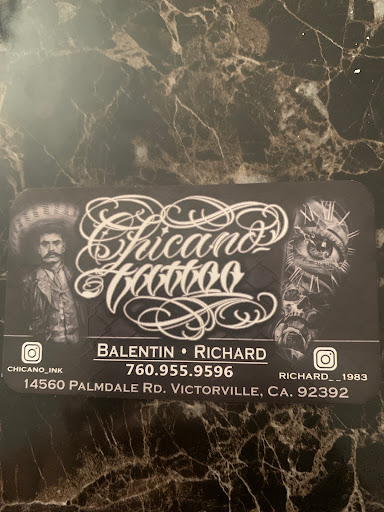 Chicano
tattoo
BALENTIN • RICHARD
760.955.9596
CHICANO_INK
RICHARD__1983
14560 PALMDALE RD. VICTORVILLE, CA. 92392